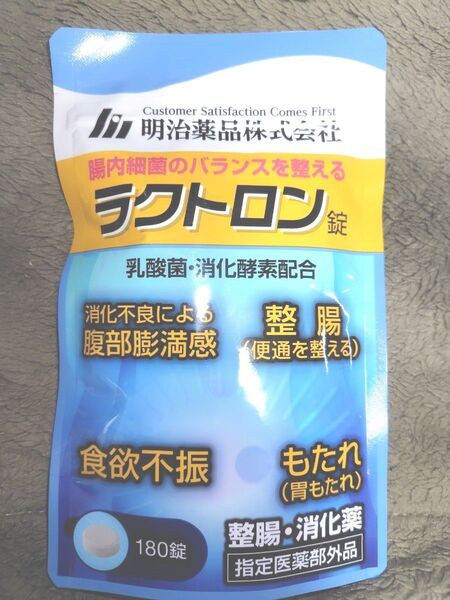 Customer Satisfaction Comes First
明治薬品株式会社
腸内細菌のバランスを整える
ラクトロン錠
乳酸菌・消化酵素配合
消化不良による
腹部膨満感
整腸
(便通を整える)
食欲不振
もたれ
(胃もたれ)
180錠
整腸・消化薬
指定医薬部外品